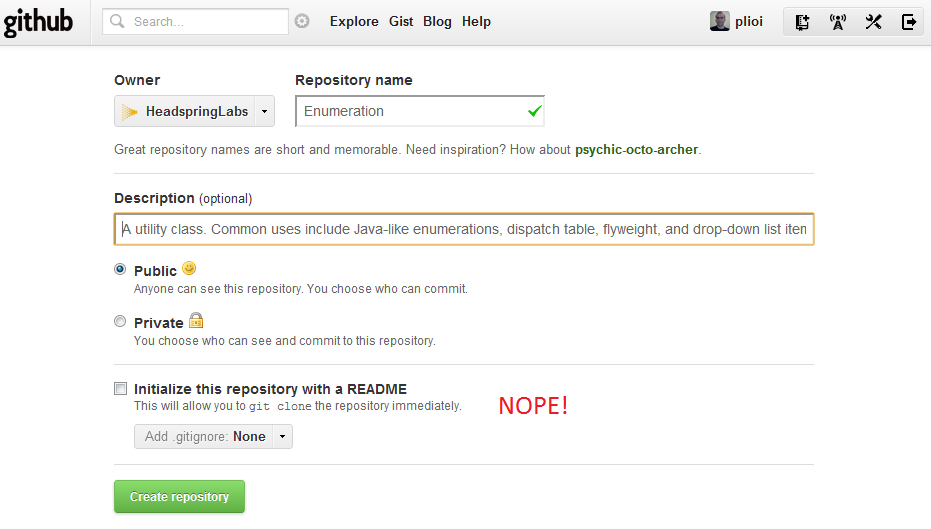 github Search... Explore Gist Blog Help plioi
Owner Repository name
HeadspringLabs Enumeration
Great repository names are short and memorable. Need inspiration? How about psychic-octo-archer.
Description (optional)
A utility class. Common uses include Java-like enumerations, dispatch table, flyweight, and drop-down list iten
Public
Anyone can see this repository. You choose who can commit.
Private
You choose who can see and commit to this repository.
Initialize this repository with a README
This will allow you to git clone the repository immediately.
NOPE!
Add .gitignore: None
Create repository